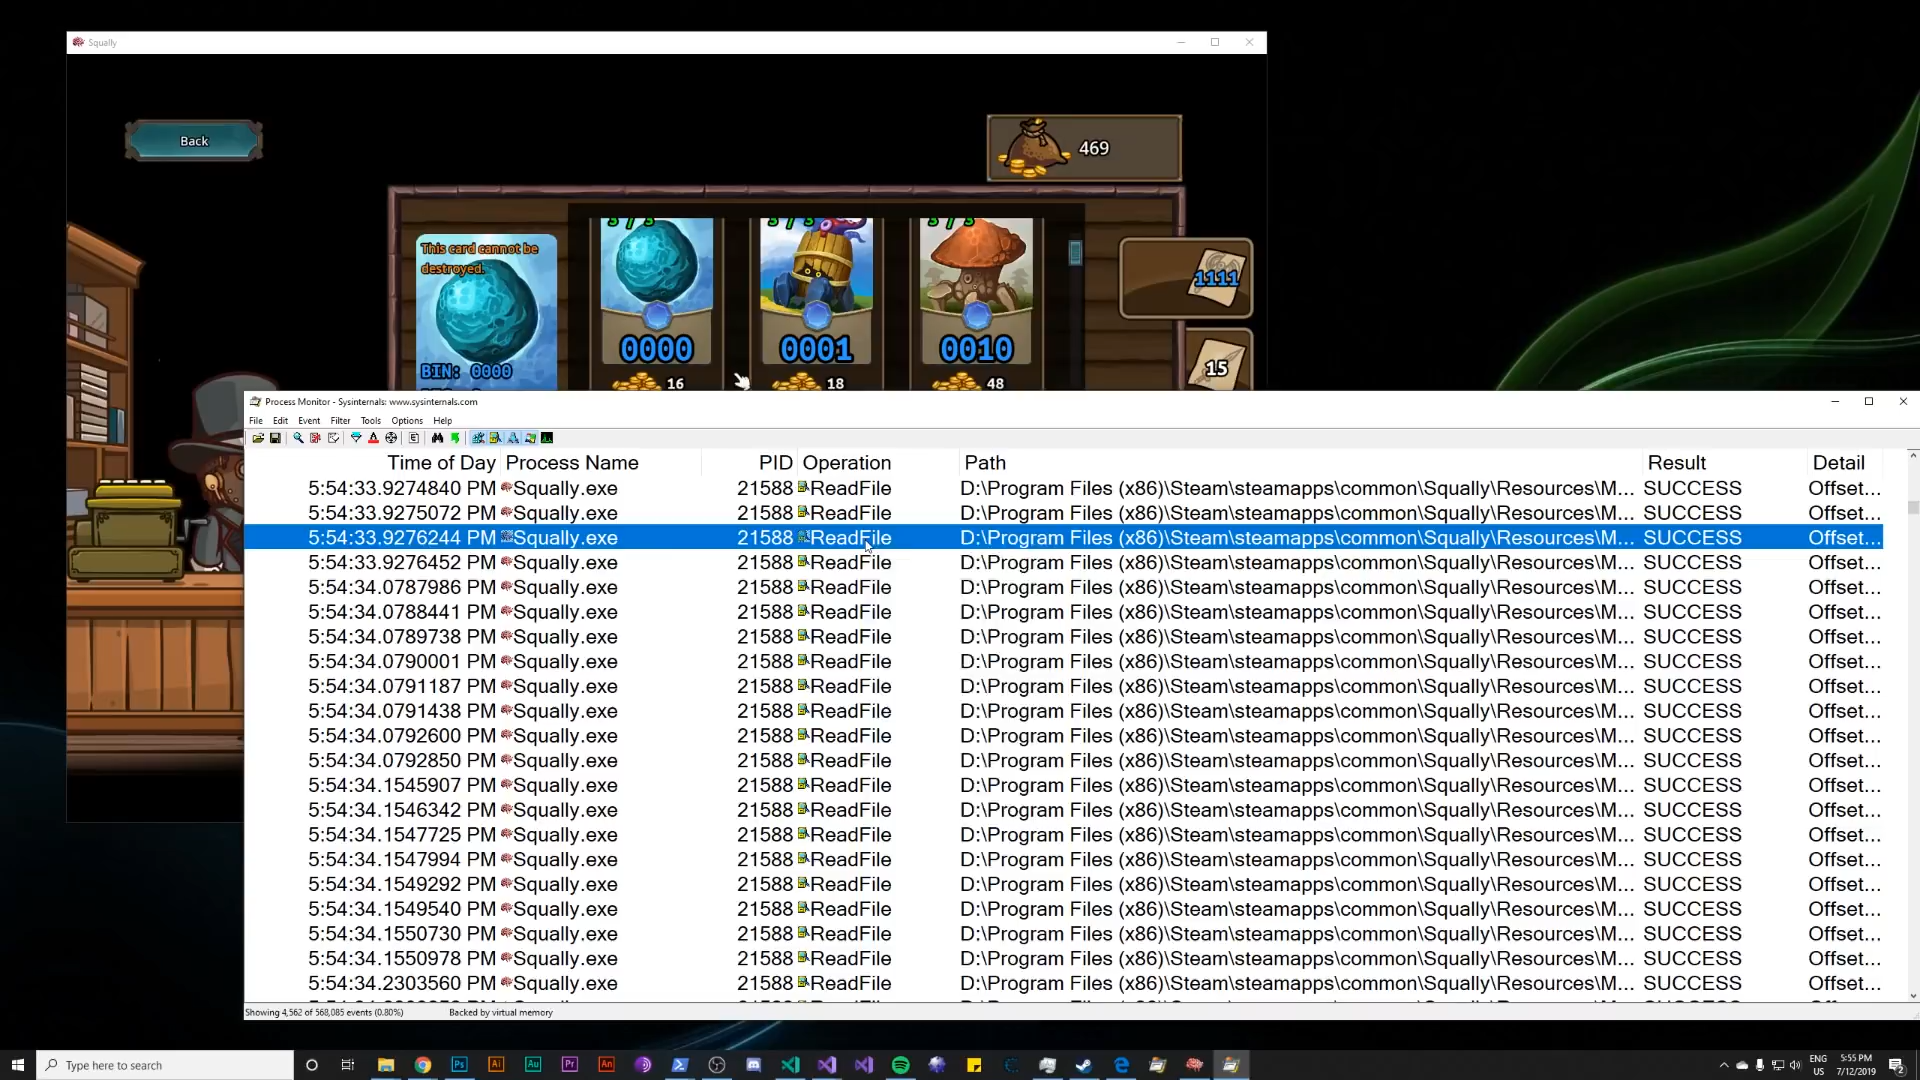 Squally
Back
469
3 / 3
3 / 3
3 / 3
This card cannot be
destroyed.
1111
0000
0001
0010
BIN: 0000
16
18
48
15
Process Monitor - Sysinternals: www.sysinternals.com
File Edit Event Filter Tools Options Help
Time of Day Process Name PID Operation Path Result Detail
5:54:33.9274840 PM Squally.exe 21588 ReadFile D:\Program Files (x86)\Steam\steamapps\common\Squally\Resources\M... SUCCESS Offset...
5:54:33.9275072 PM Squally.exe 21588 ReadFile D:\Program Files (x86)\Steam\steamapps\common\Squally\Resources\M... SUCCESS Offset...
5:54:33.9276244 PM Squally.exe 21588 ReadFile D:\Program Files (x86)\Steam\steamapps\common\Squally\Resources\M... SUCCESS Offset...
5:54:33.9276452 PM Squally.exe 21588 ReadFile D:\Program Files (x86)\Steam\steamapps\common\Squally\Resources\M... SUCCESS Offset...
5:54:34.0787986 PM Squally.exe 21588 ReadFile D:\Program Files (x86)\Steam\steamapps\common\Squally\Resources\M... SUCCESS Offset...
5:54:34.0788441 PM Squally.exe 21588 ReadFile D:\Program Files (x86)\Steam\steamapps\common\Squally\Resources\M... SUCCESS Offset...
5:54:34.0789738 PM Squally.exe 21588 ReadFile D:\Program Files (x86)\Steam\steamapps\common\Squally\Resources\M... SUCCESS Offset...
5:54:34.0790001 PM Squally.exe 21588 ReadFile D:\Program Files (x86)\Steam\steamapps\common\Squally\Resources\M... SUCCESS Offset...
5:54:34.0791187 PM Squally.exe 21588 ReadFile D:\Program Files (x86)\Steam\steamapps\common\Squally\Resources\M... SUCCESS Offset...
5:54:34.0791438 PM Squally.exe 21588 ReadFile D:\Program Files (x86)\Steam\steamapps\common\Squally\Resources\M... SUCCESS Offset...
5:54:34.0792600 PM Squally.exe 21588 ReadFile D:\Program Files (x86)\Steam\steamapps\common\Squally\Resources\M... SUCCESS Offset...
5:54:34.0792850 PM Squally.exe 21588 ReadFile D:\Program Files (x86)\Steam\steamapps\common\Squally\Resources\M... SUCCESS Offset...
5:54:34.1545907 PM Squally.exe 21588 ReadFile D:\Program Files (x86)\Steam\steamapps\common\Squally\Resources\M... SUCCESS Offset...
5:54:34.1546342 PM Squally.exe 21588 ReadFile D:\Program Files (x86)\Steam\steamapps\common\Squally\Resources\M... SUCCESS Offset...
5:54:34.1547725 PM Squally.exe 21588 ReadFile D:\Program Files (x86)\Steam\steamapps\common\Squally\Resources\M... SUCCESS Offset...
5:54:34.1547994 PM Squally.exe 21588 ReadFile D:\Program Files (x86)\Steam\steamapps\common\Squally\Resources\M... SUCCESS Offset...
5:54:34.1549292 PM Squally.exe 21588 ReadFile D:\Program Files (x86)\Steam\steamapps\common\Squally\Resources\M... SUCCESS Offset...
5:54:34.1549540 PM Squally.exe 21588 ReadFile D:\Program Files (x86)\Steam\steamapps\common\Squally\Resources\M... SUCCESS Offset...
5:54:34.1550730 PM Squally.exe 21588 ReadFile D:\Program Files (x86)\Steam\steamapps\common\Squally\Resources\M... SUCCESS Offset...
5:54:34.1550978 PM Squally.exe 21588 ReadFile D:\Program Files (x86)\Steam\steamapps\common\Squally\Resources\M... SUCCESS Offset...
5:54:34.2303560 PM Squally.exe 21588 ReadFile D:\Program Files (x86)\Steam\steamapps\common\Squally\Resources\M... SUCCESS Offset...
Showing 4,562 of 568,085 events (0.80%) Backed by virtual memory
Type here to search
Ps Ai Au Pr An
ENG
US
5:55 PM
7/12/2019
2